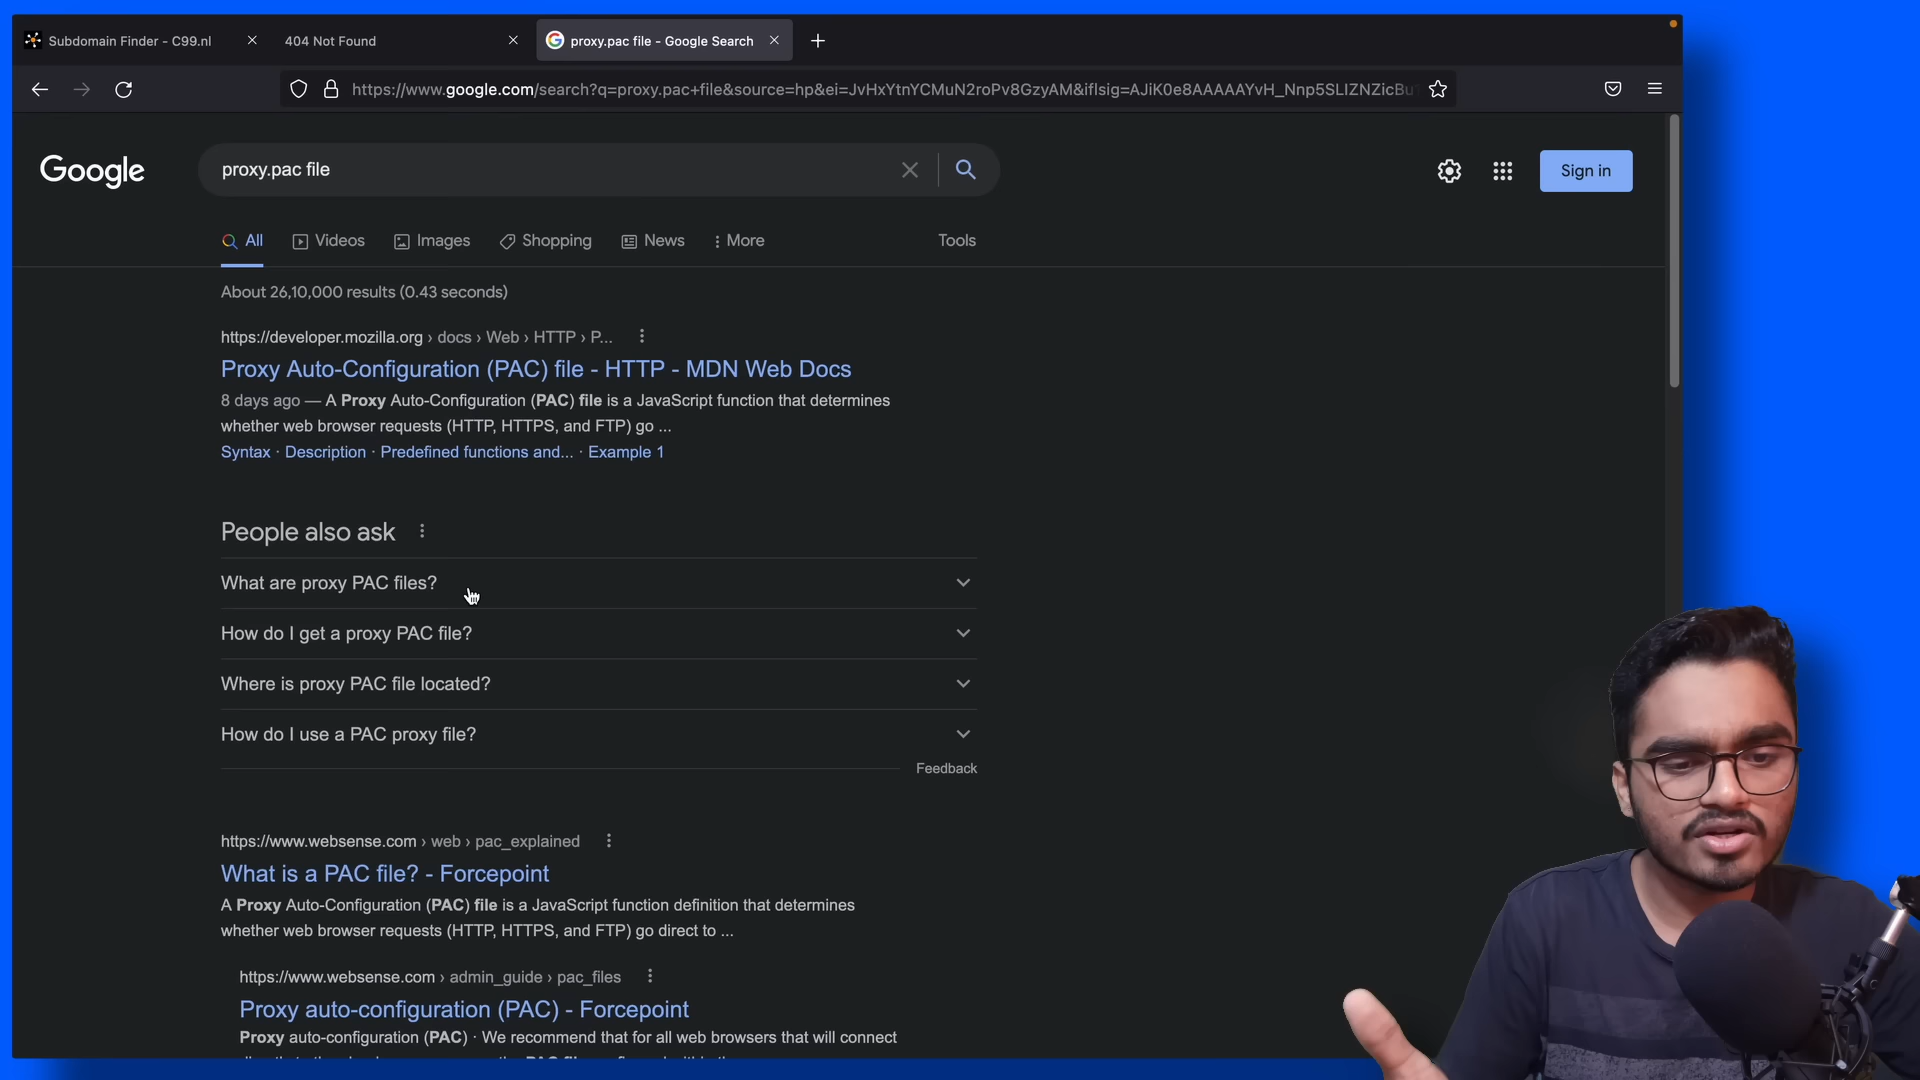 Subdomain Finder - C99.nl
404 Not Found
proxy.pac file - Google Search
https://www.google.com/search?q=proxy.pac+file&source=hp&ei=JvHxYtnYCMuN2roPv8GzyAM&iflsig=AJiK0e8AAAAAYvH_Nnp5SLIZNZicBu
Google
proxy.pac file
Sign in
All
Videos
Images
Shopping
News
More
Tools
About 26,10,000 results (0.43 seconds)
https://developer.mozilla.org › docs › Web › HTTP › P...
Proxy Auto-Configuration (PAC) file - HTTP - MDN Web Docs
8 days ago — A Proxy Auto-Configuration (PAC) file is a JavaScript function that determines
whether web browser requests (HTTP, HTTPS, and FTP) go ...
Syntax · Description · Predefined functions and... · Example 1
People also ask
What are proxy PAC files?
How do I get a proxy PAC file?
Where is proxy PAC file located?
How do I use a PAC proxy file?
Feedback
https://www.websense.com › web › pac_explained
What is a PAC file? - Forcepoint
A Proxy Auto-Configuration (PAC) file is a JavaScript function definition that determines
whether web browser requests (HTTP, HTTPS, and FTP) go direct to ...
https://www.websense.com › admin_guide › pac_files
Proxy auto-configuration (PAC) - Forcepoint
Proxy auto-configuration (PAC) · We recommend that for all web browsers that will connect